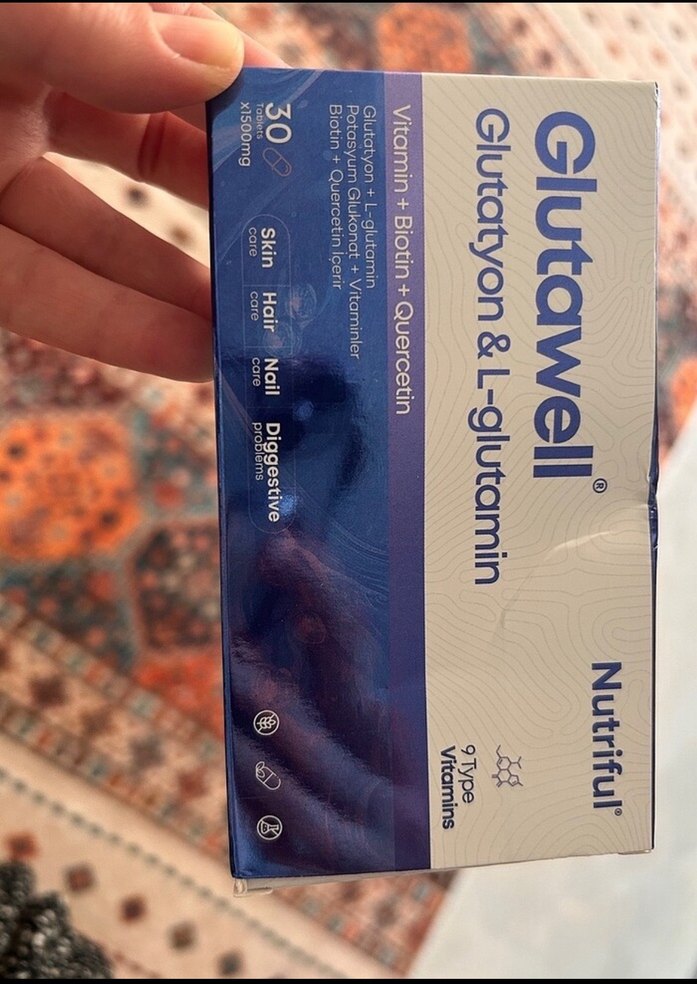 Nutriful®
Glutawell®
Glutatyon & L-glutamin
9 Type
Vitamins
Vitamin + Biotin + Quercetin
Glutatyon + L-glutamin
Potasyum Glukonat + Vitaminler
Biotin + Quercetin İçerir
30
Tablets
x1500mg
Skin
care
Hair
care
Nail
care
Diggestive
problems